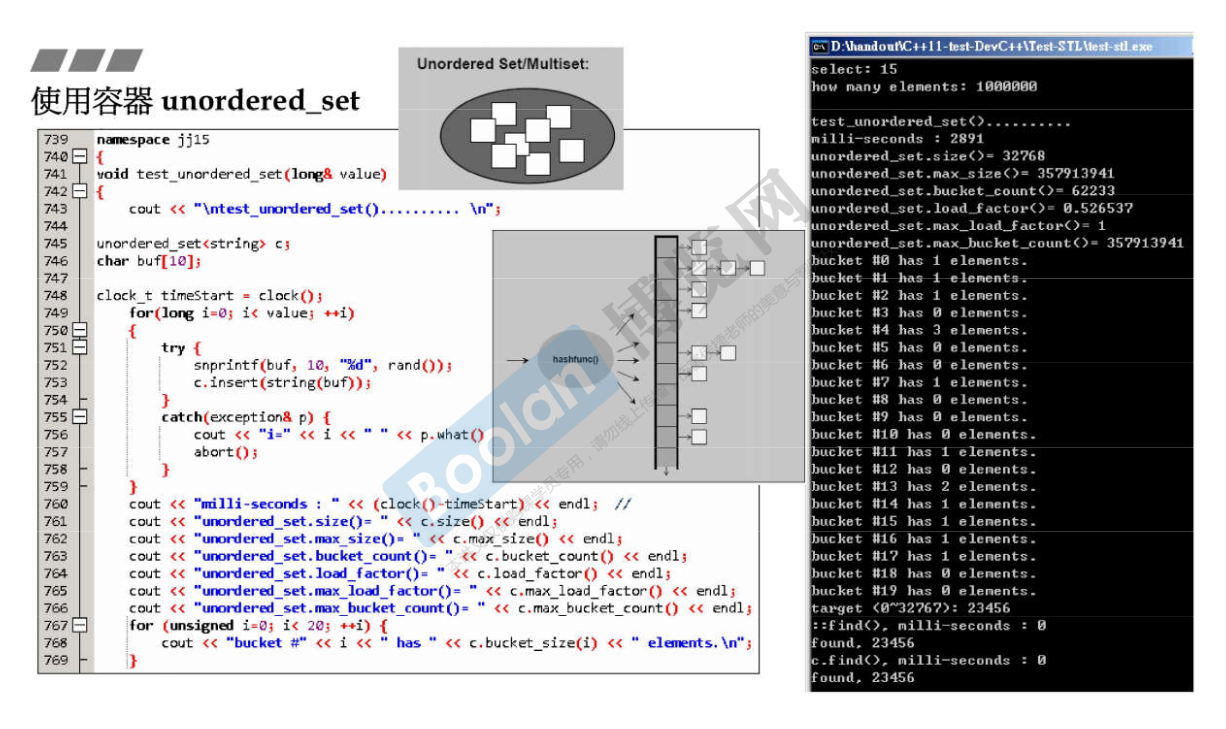 使用容器 unordered_set
Unordered Set/Multiset:
739 namespace jj15
740 {
741 void test_unordered_set(long& value)
742 {
743 cout << "\ntest_unordered_set().......... \n";
744
745 unordered_set<string> c;
746 char buf[10];
747
748 clock_t timeStart = clock();
749 for(long i=0; i< value; ++i)
750 {
751 try {
752 snprintf(buf, 10, "%d", rand());
753 c.insert(string(buf));
754 }
755 catch(exception& p) {
756 cout << "i=" << i << " " << p.what()
757 abort();
758 }
759 }
760 cout << "milli-seconds : " << (clock()-timeStart) << endl; //
761 cout << "unordered_set.size()= " << c.size() << endl;
762 cout << "unordered_set.max_size()= " << c.max_size() << endl;
763 cout << "unordered_set.bucket_count()= " << c.bucket_count() << endl;
764 cout << "unordered_set.load_factor()= " << c.load_factor() << endl;
765 cout << "unordered_set.max_load_factor()= " << c.max_load_factor() << endl;
766 cout << "unordered_set.max_bucket_count()= " << c.max_bucket_count() << endl;
767 for (unsigned i=0; i< 20; ++i) {
768 cout << "bucket #" << i << " has " << c.bucket_size(i) << " elements.\n";
769 }
hashfunc()
Boolan
博览网
D:\handout\C++11-test-DevC++\Test-STL\test-stl.exe
select: 15
how many elements: 1000000
test_unordered_set()..........
milli-seconds : 2891
unordered_set.size()= 32768
unordered_set.max_size()= 357913941
unordered_set.bucket_count()= 62233
unordered_set.load_factor()= 0.526537
unordered_set.max_load_factor()= 1
unordered_set.max_bucket_count()= 357913941
bucket #0 has 1 elements.
bucket #1 has 1 elements.
bucket #2 has 1 elements.
bucket #3 has 0 elements.
bucket #4 has 3 elements.
bucket #5 has 0 elements.
bucket #6 has 0 elements.
bucket #7 has 1 elements.
bucket #8 has 0 elements.
bucket #9 has 0 elements.
bucket #10 has 0 elements.
bucket #11 has 1 elements.
bucket #12 has 0 elements.
bucket #13 has 2 elements.
bucket #14 has 1 elements.
bucket #15 has 1 elements.
bucket #16 has 1 elements.
bucket #17 has 1 elements.
bucket #18 has 0 elements.
bucket #19 has 0 elements.
target (0~32767): 23456
::find(), milli-seconds : 0
found, 23456
c.find(), milli-seconds : 0
found, 23456